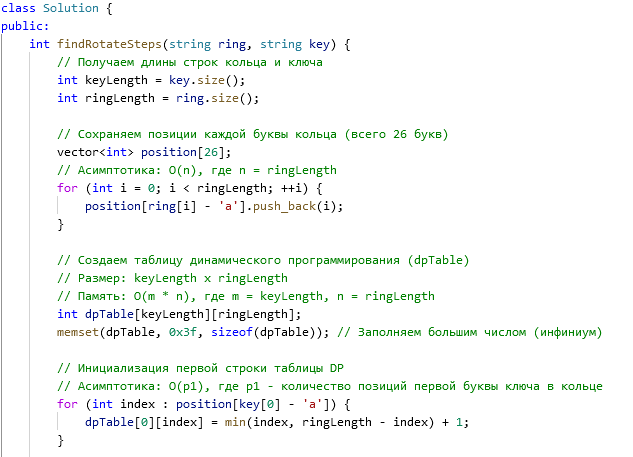 class Solution {
public:
    int findRotateSteps(string ring, string key) {
        // Получаем длины строк кольца и ключа
        int keyLength = key.size();
        int ringLength = ring.size();

        // Сохраняем позиции каждой буквы кольца (всего 26 букв)
        vector<int> position[26];
        // Асимптотика: O(n), где n = ringLength
        for (int i = 0; i < ringLength; ++i) {
            position[ring[i] - 'a'].push_back(i);
        }

        // Создаем таблицу динамического программирования (dpTable)
        // Размер: keyLength x ringLength
        // Память: O(m * n), где m = keyLength, n = ringLength
        int dpTable[keyLength][ringLength];
        memset(dpTable, 0x3f, sizeof(dpTable)); // Заполняем большим числом (инфиниум)

        // Инициализация первой строки таблицы DP
        // Асимптотика: O(p1), где p1 - количество позиций первой буквы ключа в кольце
        for (int index : position[key[0] - 'a']) {
            dpTable[0][index] = min(index, ringLength - index) + 1;
        }